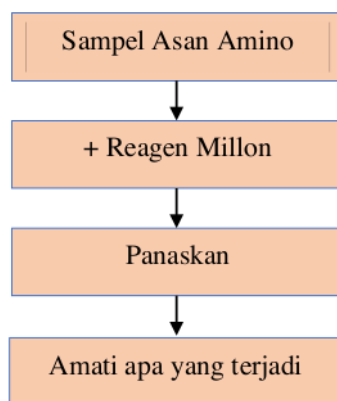 Sampel Asan Amino
+ Reagen Millon
Panaskan
Amati apa yang terjadi